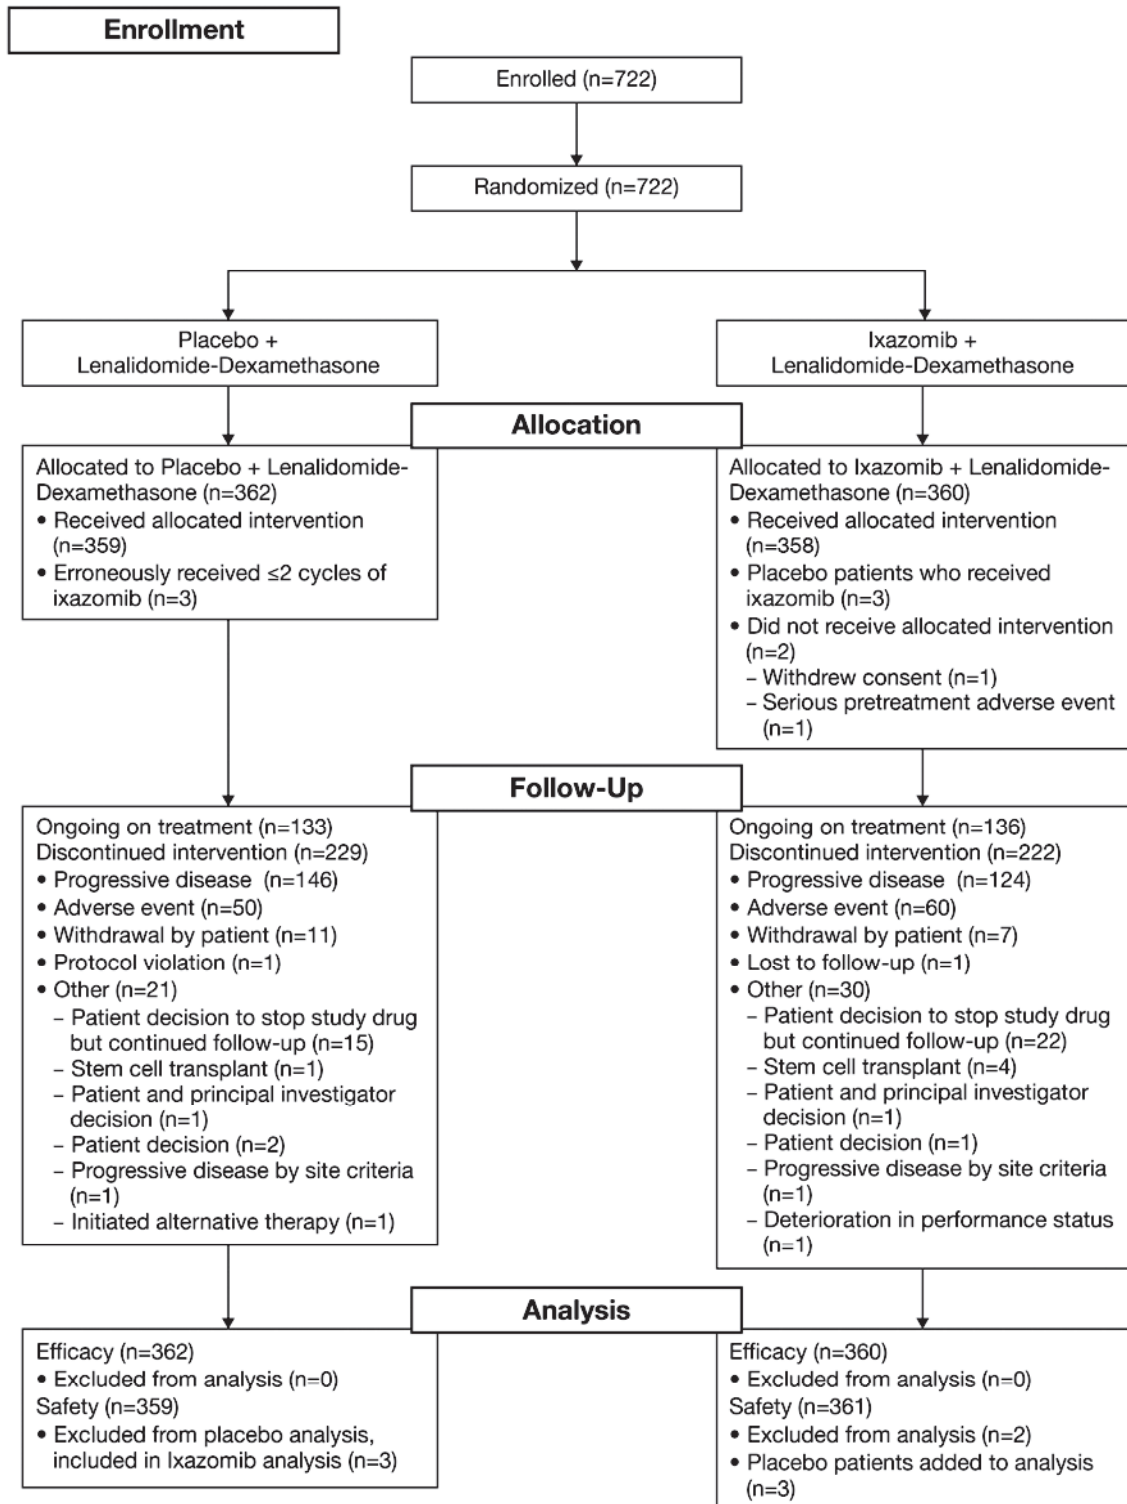 Enrollment
Enrolled (n=722)
Randomized (n=722)
Placebo +
Lenalidomide-Dexamethasone
Ixazomib +
Lenalidomide-Dexamethasone
Allocation
Allocated to Placebo + Lenalidomide-
Dexamethasone (n=362)
• Received allocated intervention
(n=359)
• Erroneously received ≤2 cycles of
ixazomib (n=3)
Allocated to Ixazomib + Lenalidomide-
Dexamethasone (n=360)
• Received allocated intervention
(n=358)
• Placebo patients who received
ixazomib (n=3)
• Did not receive allocated intervention
(n=2)
– Withdrew consent (n=1)
– Serious pretreatment adverse event
(n=1)
Follow-Up
Ongoing on treatment (n=133)
Discontinued intervention (n=229)
• Progressive disease (n=146)
• Adverse event (n=50)
• Withdrawal by patient (n=11)
• Protocol violation (n=1)
• Other (n=21)
– Patient decision to stop study drug
but continued follow-up (n=15)
– Stem cell transplant (n=1)
– Patient and principal investigator
decision (n=1)
– Patient decision (n=2)
– Progressive disease by site criteria
(n=1)
– Initiated alternative therapy (n=1)
Ongoing on treatment (n=136)
Discontinued intervention (n=222)
• Progressive disease (n=124)
• Adverse event (n=60)
• Withdrawal by patient (n=7)
• Lost to follow-up (n=1)
• Other (n=30)
– Patient decision to stop study drug
but continued follow-up (n=22)
– Stem cell transplant (n=4)
– Patient and principal investigator
decision (n=1)
– Patient decision (n=1)
– Progressive disease by site criteria
(n=1)
– Deterioration in performance status
(n=1)
Analysis
Efficacy (n=362)
• Excluded from analysis (n=0)
Safety (n=359)
• Excluded from placebo analysis,
included in Ixazomib analysis (n=3)
Efficacy (n=360)
• Excluded from analysis (n=0)
Safety (n=361)
• Excluded from analysis (n=2)
• Placebo patients added to analysis
(n=3)